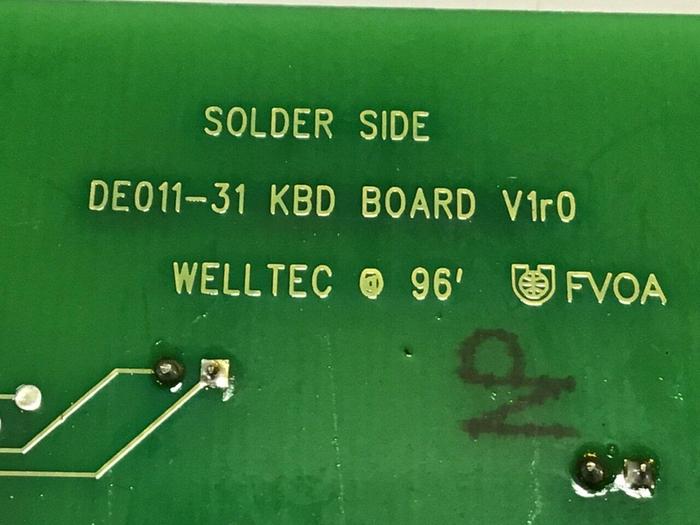 SOLDER SIDE
DE011-31 KBD BOARD V1r0
WELLTEC @ 96' FVOA